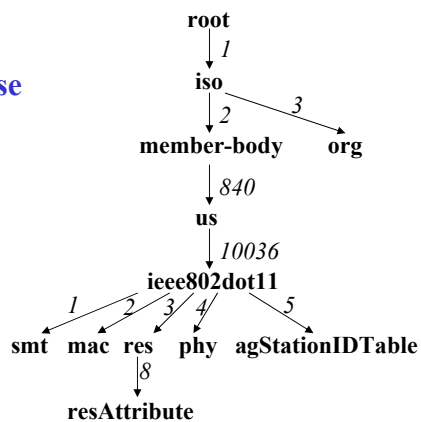 root
1
iso
se
2 3
member-body org
840
us
10036
ieee802dot11
1 2 3 4 5
smt mac res phy agStationIDTable
8
resAttribute